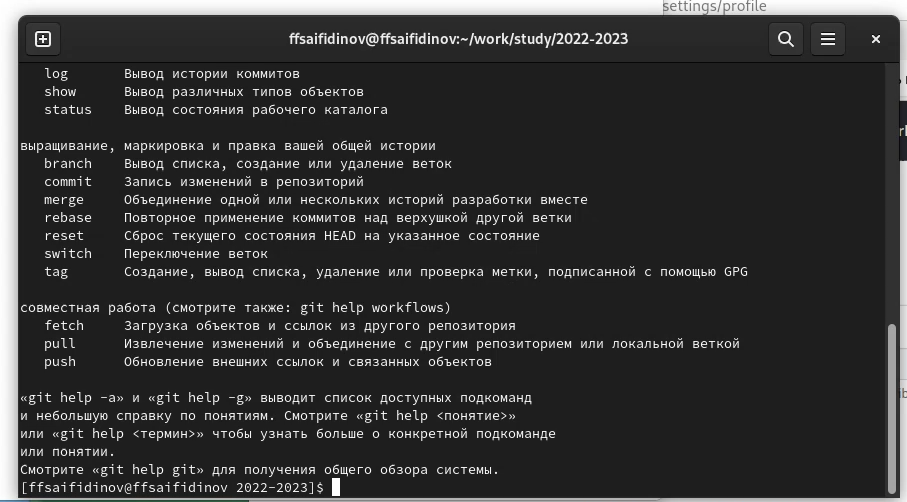 settings/profile
ffsaifidinov@ffsaifidinov:~/work/study/2022-2023
log Вывод истории коммитов
show Вывод различных типов объектов
status Вывод состояния рабочего каталога
выращивание, маркировка и правка вашей общей истории
branch Вывод списка, создание или удаление веток
commit Запись изменений в репозиторий
merge Объединение одной или нескольких историй разработки вместе
rebase Повторное применение коммитов над верхушкой другой ветки
reset Сброс текущего состояния HEAD на указанное состояние
switch Переключение веток
tag Создание, вывод списка, удаление или проверка метки, подписанной с помощью GPG
совместная работа (смотрите также: git help workflows)
fetch Загрузка объектов и ссылок из другого репозитория
pull Извлечение изменений и объединение с другим репозиторием или локальной веткой
push Обновление внешних ссылок и связанных объектов
«git help -a» и «git help -g» выводит список доступных подкоманд
и небольшую справку по понятиям. Смотрите «git help <понятие>»
или «git help <термин>» чтобы узнать больше о конкретной подкоманде
или понятии.
Смотрите «git help git» для получения общего обзора системы.
[ffsaifidinov@ffsaifidinov 2022-2023]$